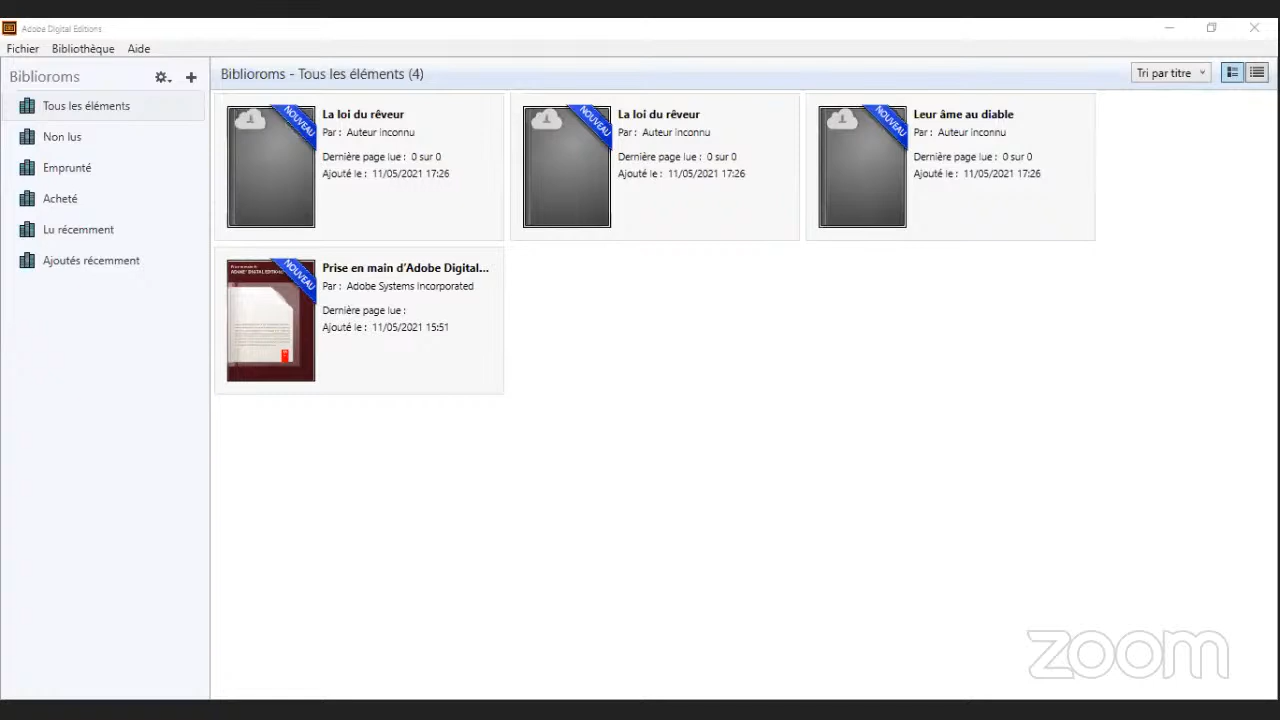 Adobe Digital Editions
Fichier Bibliothèque Aide
Biblioroms
Tous les éléments
Non lus
Emprunté
Acheté
Lu récemment
Ajoutés récemment
Biblioroms - Tous les éléments (4)
Tri par titre
NOUVEAU
La loi du rêveur
Par : Auteur inconnu
Dernière page lue : 0 sur 0
Ajouté le : 11/05/2021 17:26
NOUVEAU
La loi du rêveur
Par : Auteur inconnu
Dernière page lue : 0 sur 0
Ajouté le : 11/05/2021 17:26
NOUVEAU
Leur âme au diable
Par : Auteur inconnu
Dernière page lue : 0 sur 0
Ajouté le : 11/05/2021 17:26
NOUVEAU
Prise en main d'Adobe Digital...
Par : Adobe Systems Incorporated
Dernière page lue :
Ajouté le : 11/05/2021 15:51
zoom